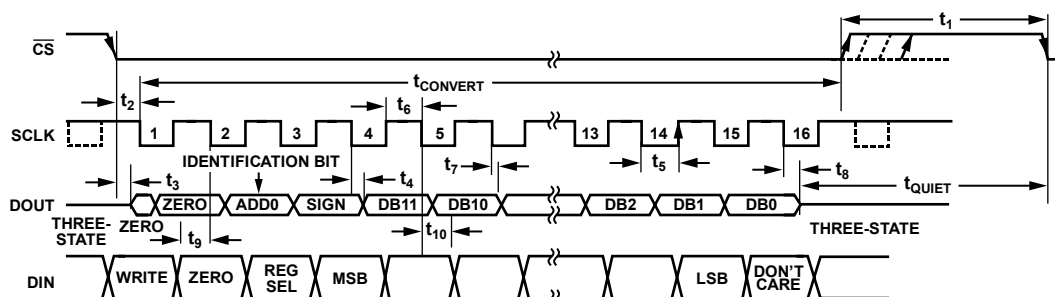 t1
CS
tCONVERT
t2
t6
SCLK
1 2 3 4 5 13 14 15 16
IDENTIFICATION BIT
t3 t4 t7 t5 t8
tQUIET
DOUT
ZERO ADD0 SIGN DB11 DB10 DB2 DB1 DB0
THREE-
STATE
ZERO
THREE-STATE
t9
t10
DIN
WRITE ZERO REG
SEL MSB LSB DON'T
CARE